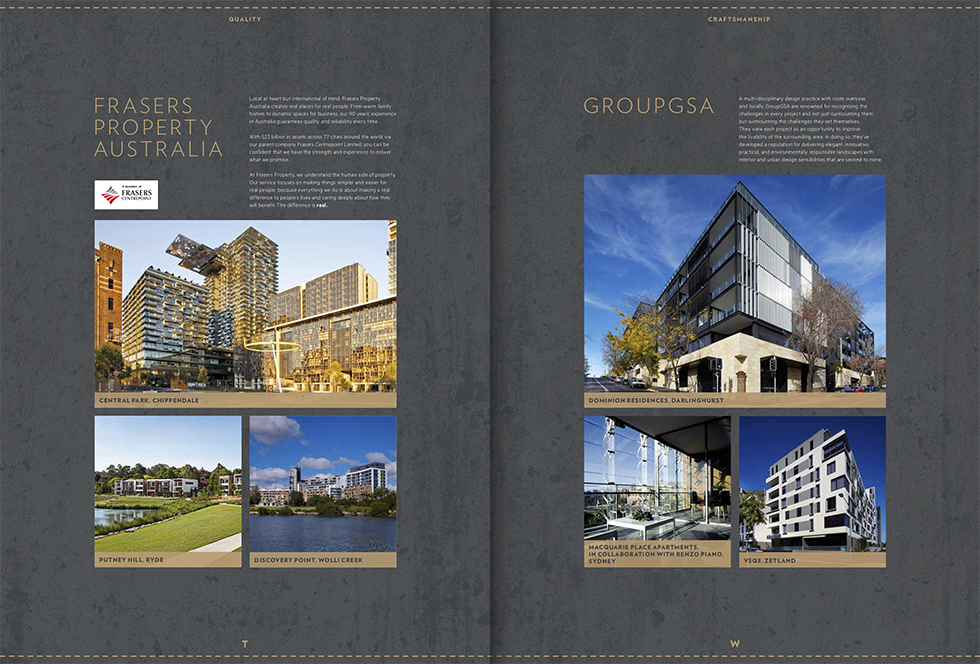 QUALITY
FRASERS
PROPERTY
AUSTRALIA
Local at heart but international of mind, Frasers Property
Australia creates real places for real people. From warm family
homes to dynamic spaces for business, our 90 years' experience
in Australia guarantees quality and reliability every time.
With $23 billion in assets across 77 cities around the world via
our parent company Frasers Centrepoint Limited, you can be
confident that we have the strength and experience to deliver
what we promise.
At Frasers Property, we understand the human side of property.
Our service focuses on making things simpler and easier for
real people, because everything we do is about making a real
difference to people's lives and caring deeply about how they
will benefit. The difference is real.
A member of
FRASERS
CENTREPOINT
CENTRAL PARK, CHIPPENDALE
PUTNEY HILL, RYDE
DISCOVERY POINT, WOLLI CREEK
T
CRAFTSMANSHIP
GROUPGSA
A multi-disciplinary design practice with roots overseas
and locally, GroupGSA are renowned for recognising the
challenges in every project and not just surmounting them,
but surmounting the challenges they set themselves.
They view each project as an opportunity to improve
the livability of the surrounding area. In doing so, they've
developed a reputation for delivering elegant, innovative,
practical, and environmentally responsible landscapes with
interior and urban design sensibilities that are second to none.
DOMINION RESIDENCES, DARLINGHURST
MACQUARIE PLACE APARTMENTS,
IN COLLABORATION WITH RENZO PIANO,
SYDNEY
VSQ5, ZETLAND
W